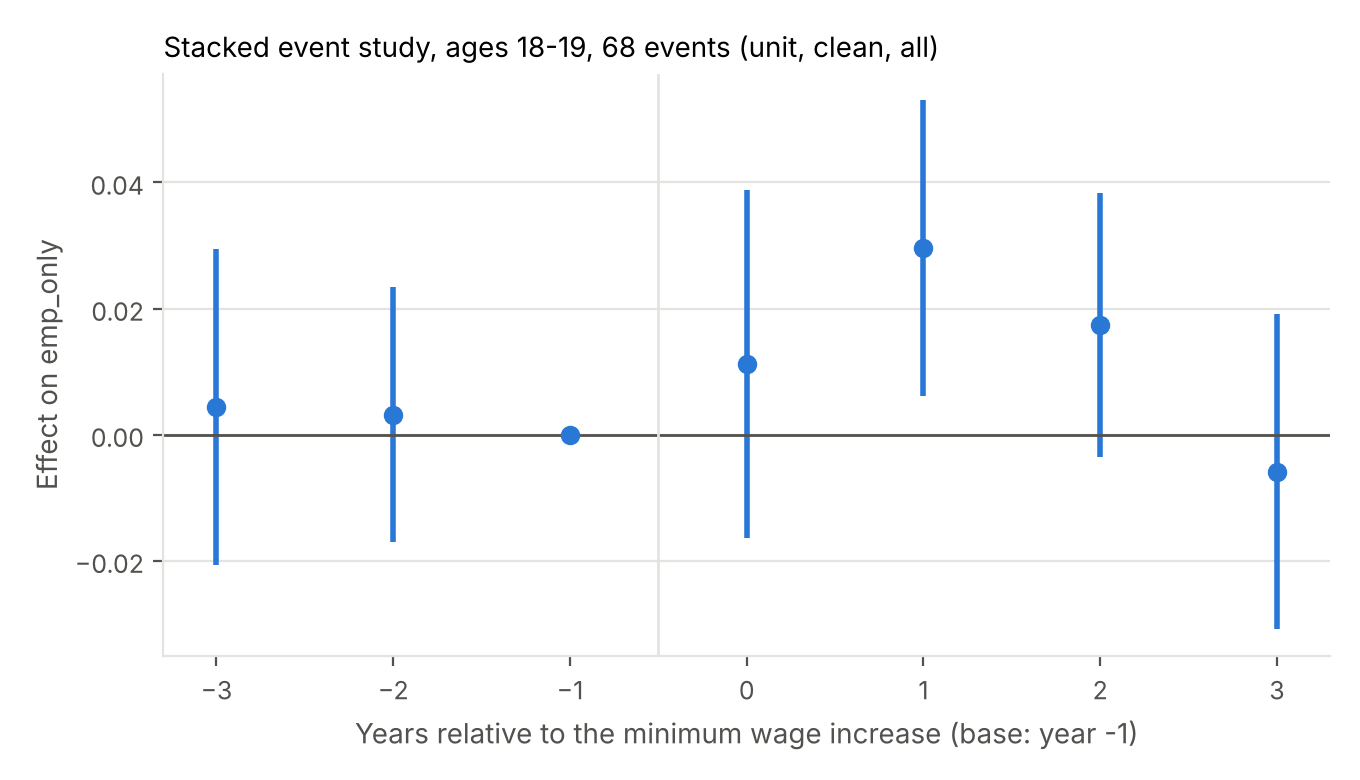 Stacked event study, ages 18-19, 68 events (unit, clean, all)
Effect on emp_only
0.04
0.02
0.00
−0.02
−3 −2 −1 0 1 2 3
Years relative to the minimum wage increase (base: year -1)